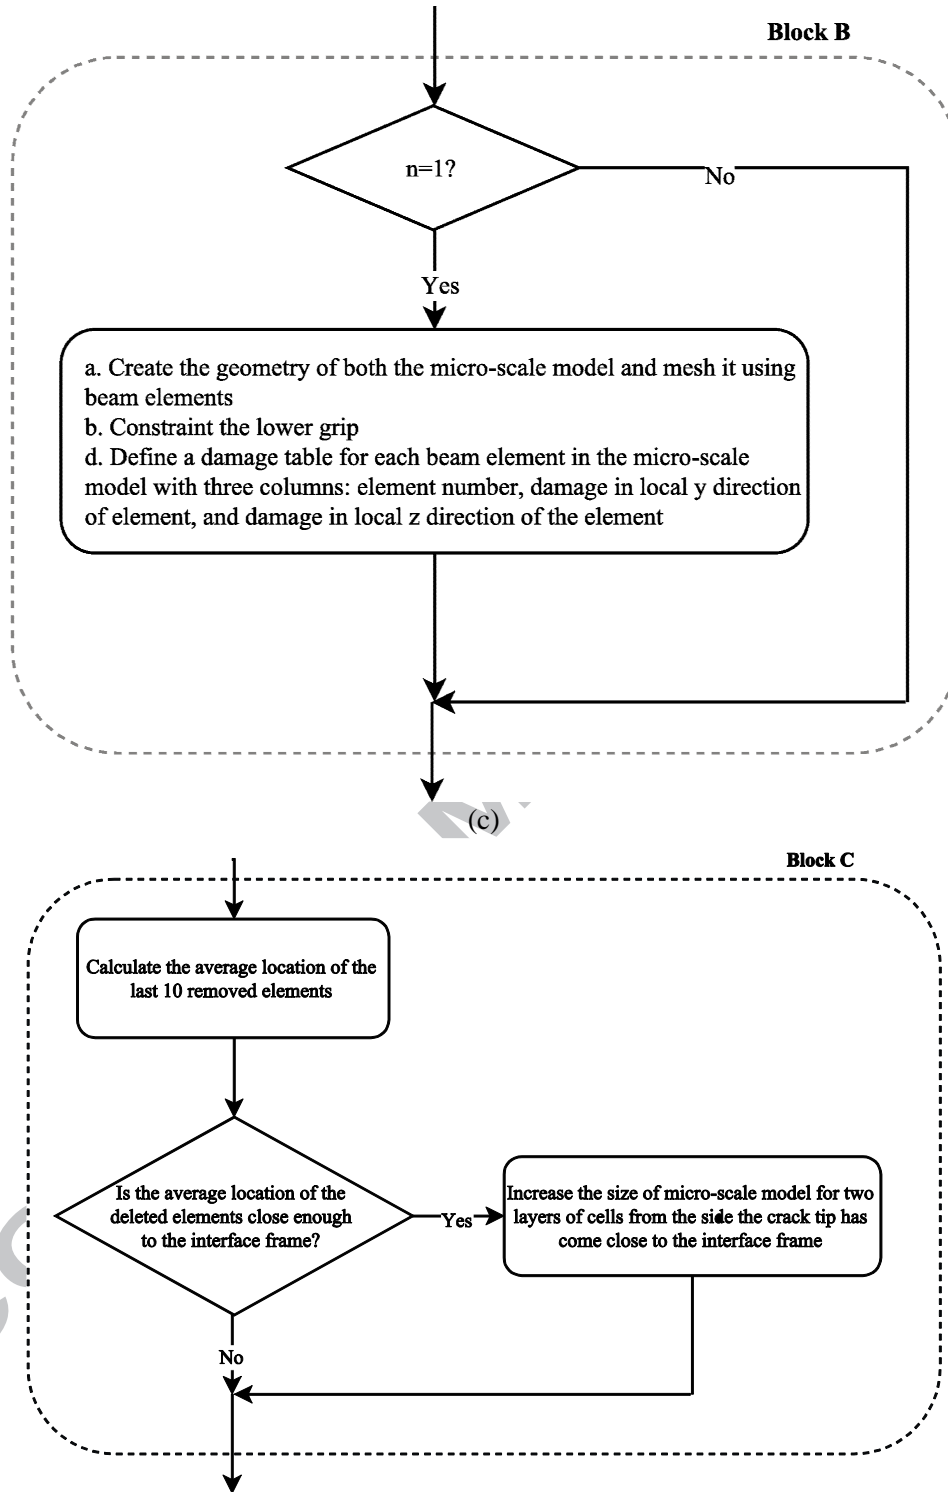 Block B
n=1?
No
Yes
a. Create the geometry of both the micro-scale model and mesh it using
beam elements
b. Constraint the lower grip
d. Define a damage table for each beam element in the micro-scale
model with three columns: element number, damage in local y direction
of element, and damage in local z direction of the element
(c)
Block C
Calculate the average location of the
last 10 removed elements
Is the average location of the
deleted elements close enough
to the interface frame?
Yes
Increase the size of micro-scale model for two
layers of cells from the side the crack tip has
come close to the interface frame
No